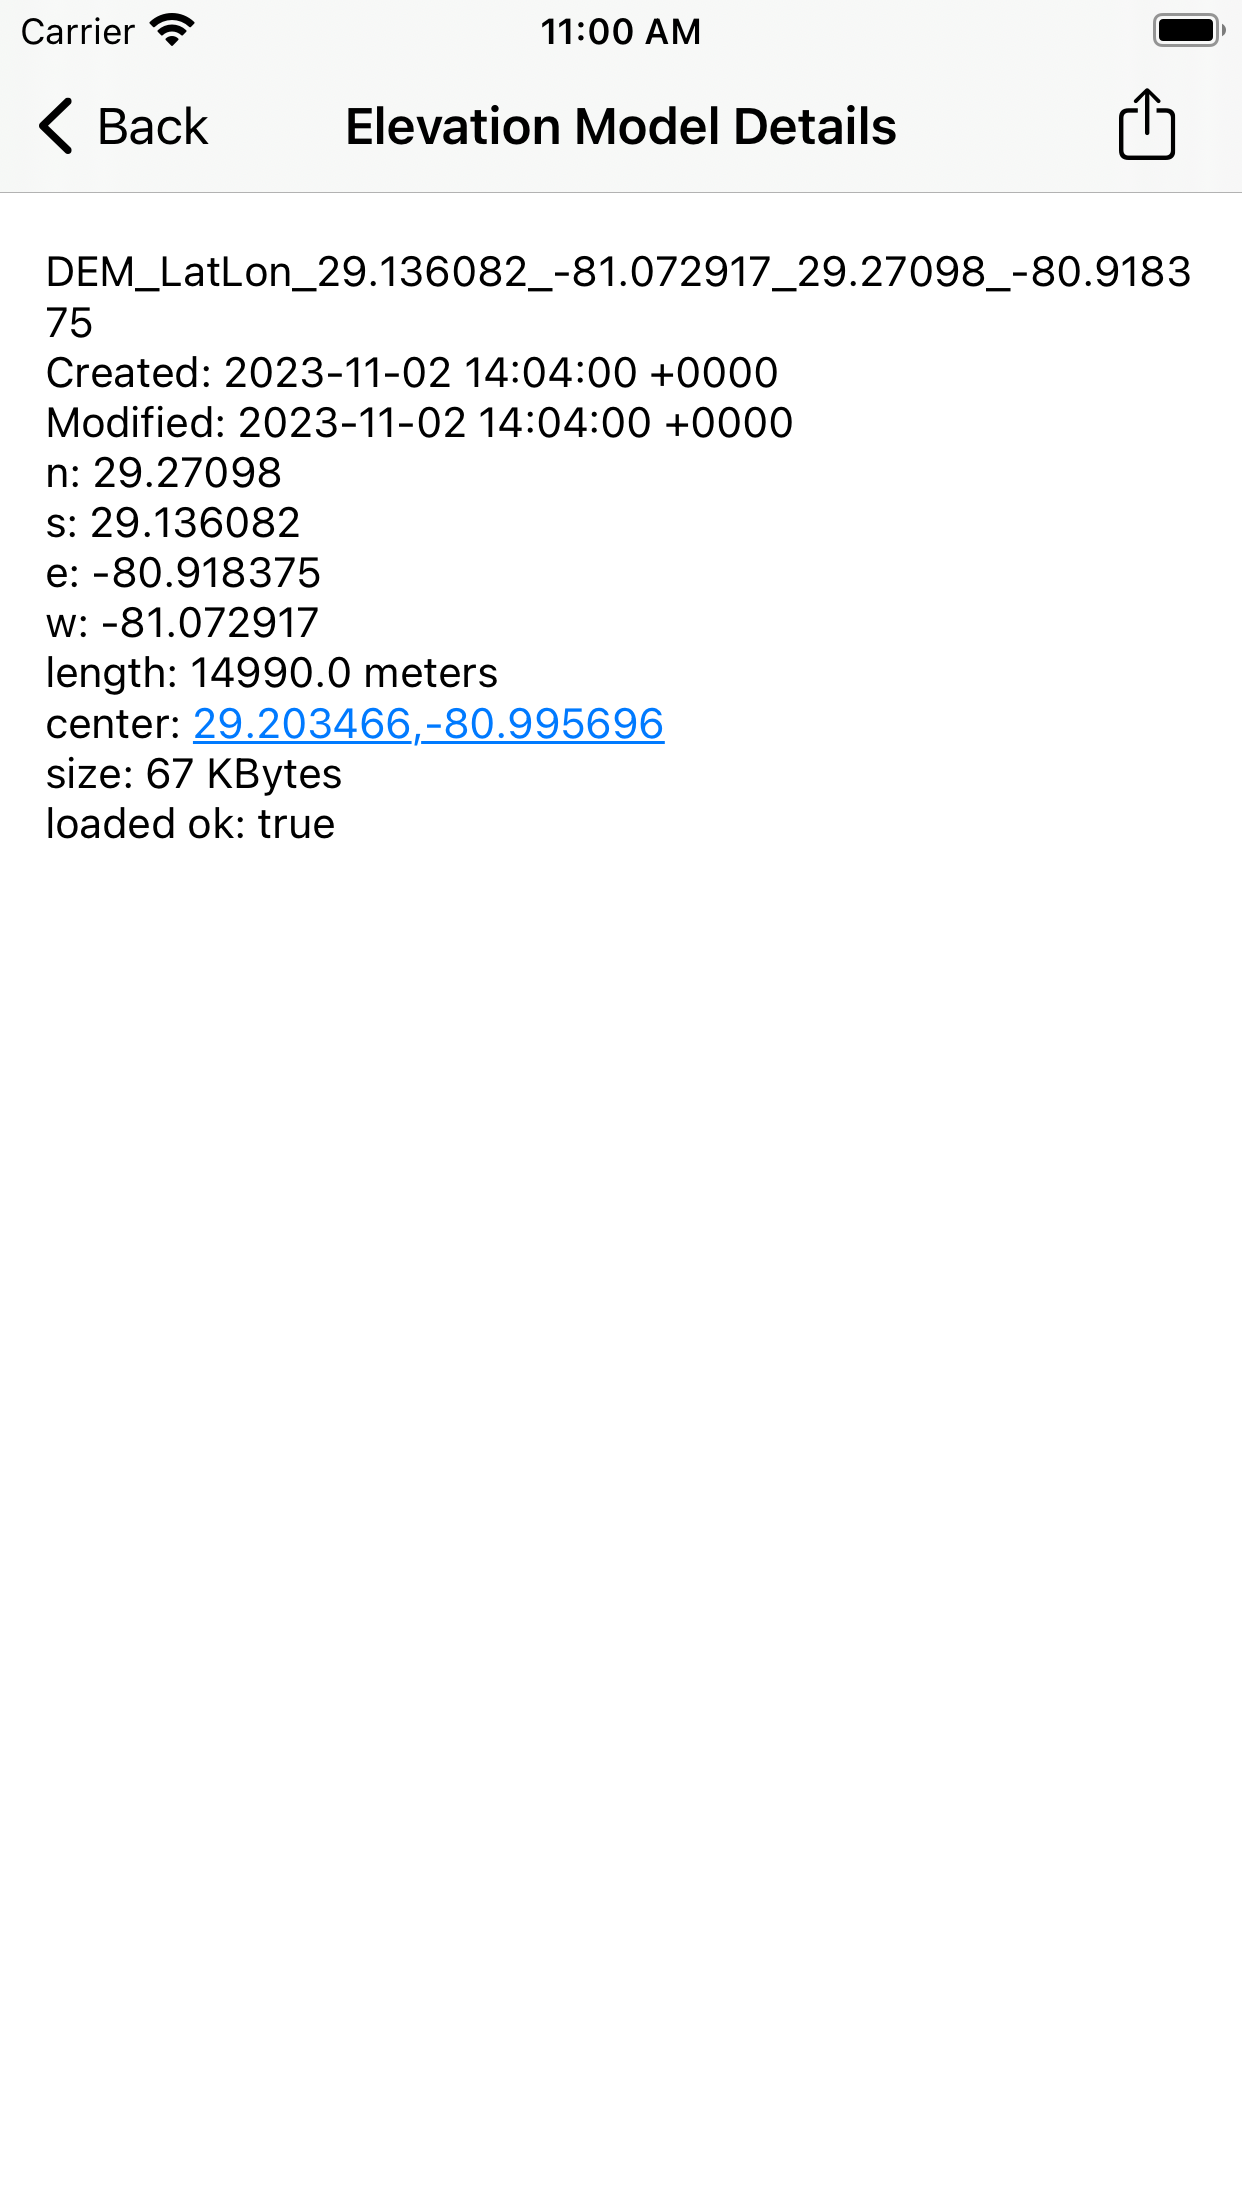 Carrier 11:00 AM
Back Elevation Model Details
DEM_LatLon_29.136082_-81.072917_29.27098_-80.9183
75
Created: 2023-11-02 14:04:00 +0000
Modified: 2023-11-02 14:04:00 +0000
n: 29.27098
s: 29.136082
e: -80.918375
w: -81.072917
length: 14990.0 meters
center: 29.203466,-80.995696
size: 67 KBytes
loaded ok: true